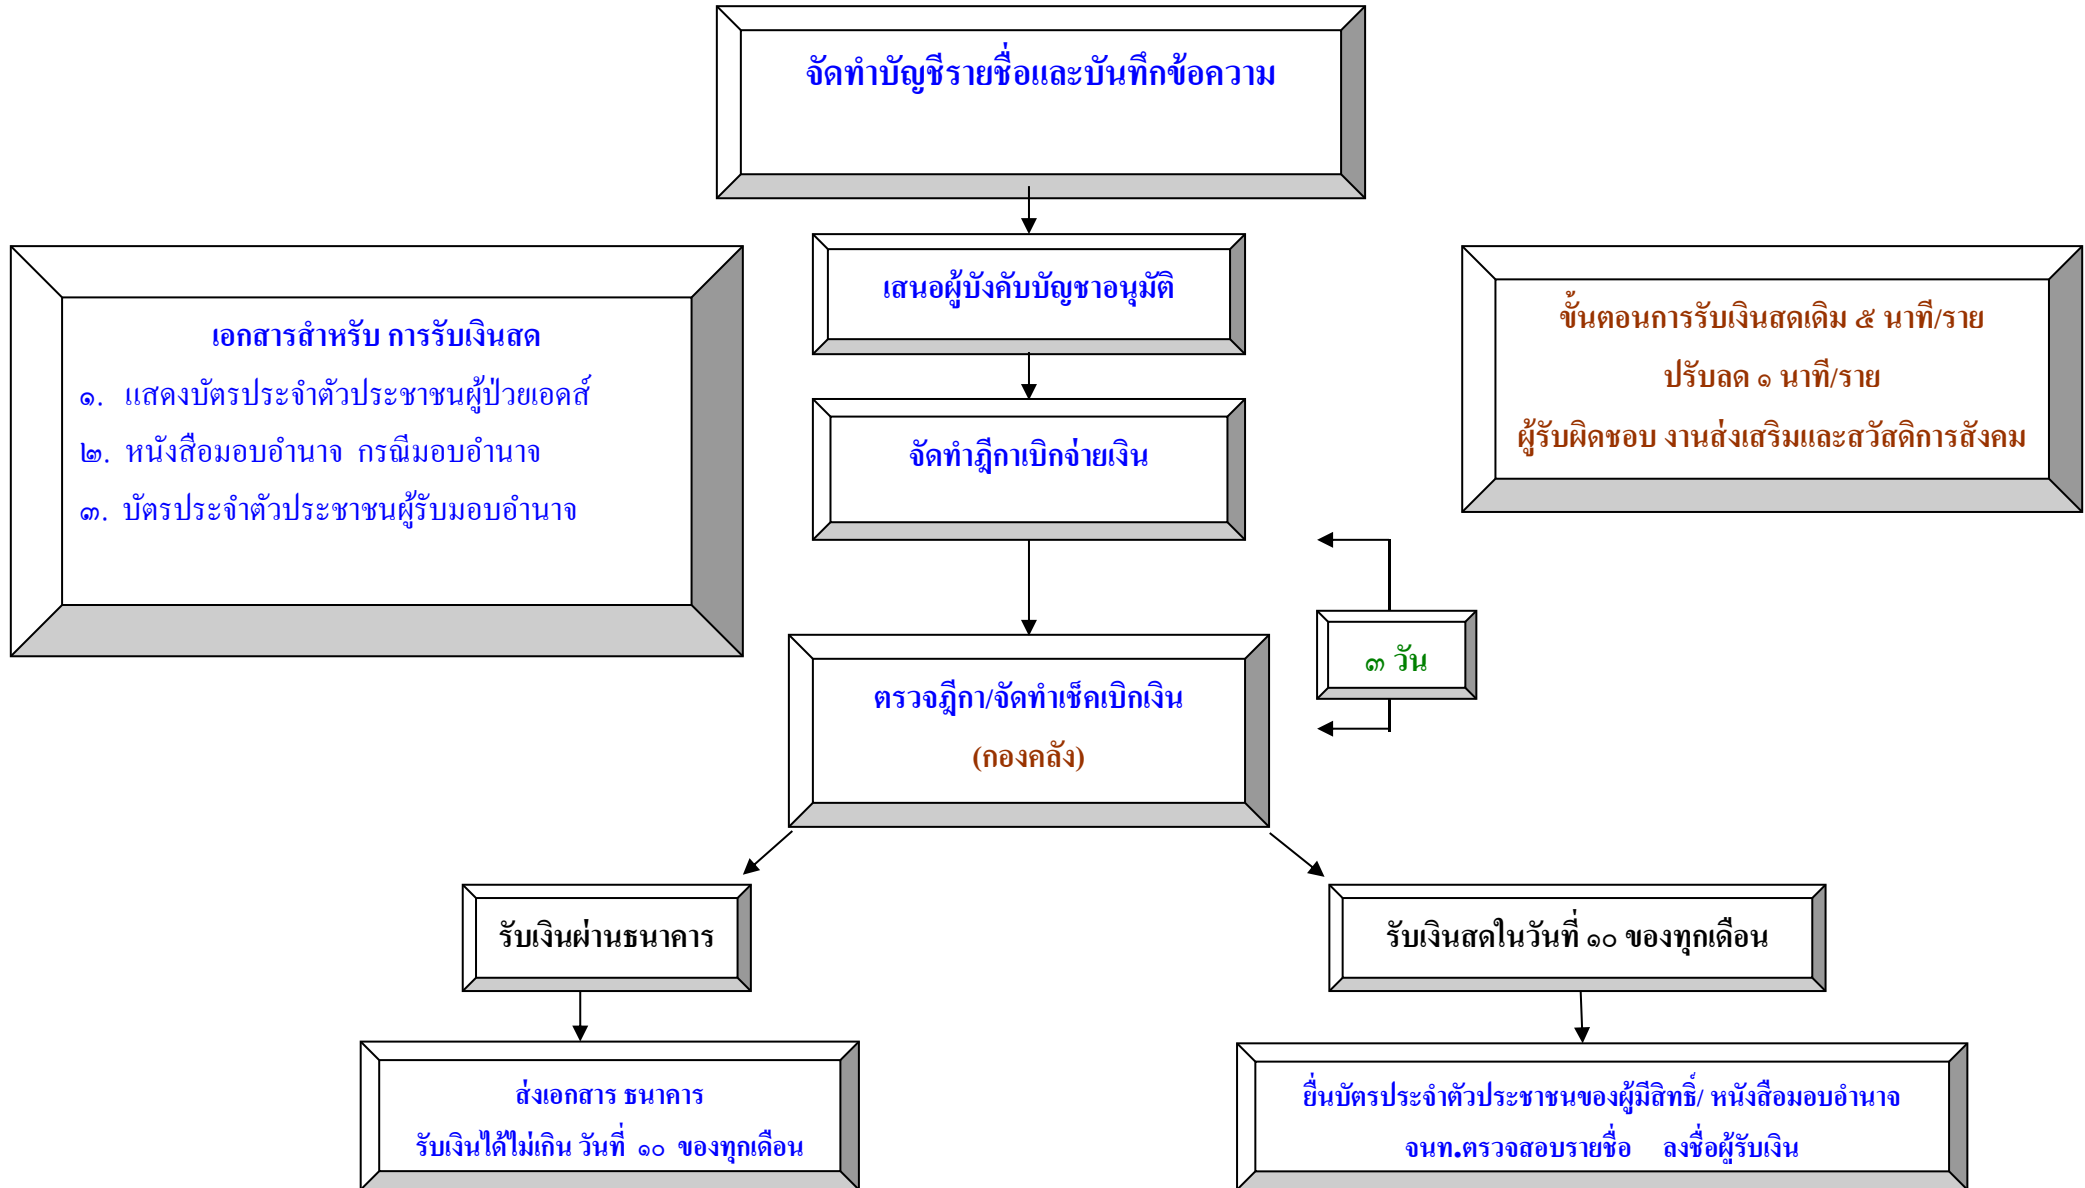 จัดทำบัญชีรายชื่อและบันทึกข้อความ
เสนอผู้บังคับบัญชาอนุมัติ
เอกสารสำหรับ การรับเงินสด
๑. แสดงบัตรประจำตัวประชาชนผู้ป่วยเอดส์
๒. หนังสือมอบอำนาจ กรณีมอบอำนาจ
๓. บัตรประจำตัวประชาชนผู้รับมอบอำนาจ
ขั้นตอนการรับเงินสดเดิม ๕ นาที/ราย
ปรับลด ๑ นาที/ราย
ผู้รับผิดชอบ งานส่งเสริมและสวัสดิการสังคม
จัดทำฎีกาเบิกจ่ายเงิน
๓ วัน
ตรวจฎีกา/จัดทำเช็คเบิกเงิน
(กองคลัง)
รับเงินผ่านธนาคาร
รับเงินสดในวันที่ ๑๐ ของทุกเดือน
ส่งเอกสาร ธนาคาร
รับเงินได้ไม่เกิน วันที่ ๑๐ ของทุกเดือน
ยื่นบัตรประจำตัวประชาชนของผู้มีสิทธิ์/ หนังสือมอบอำนาจ
จนท.ตรวจสอบรายชื่อ ลงชื่อผู้รับเงิน